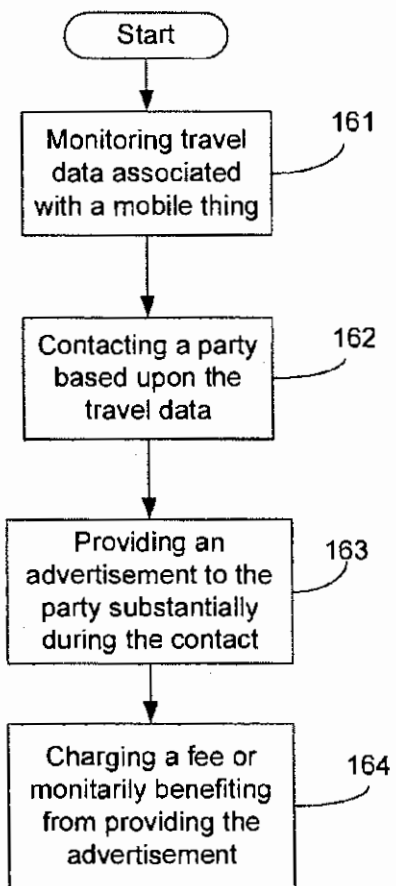 Start
Monitoring travel
data associated
with a mobile thing
161
Contacting a party
based upon the
travel data
162
Providing an
advertisement to the
party substantially
during the contact
163
Charging a fee or
monitarily benefiting
from providing the
advertisement
164